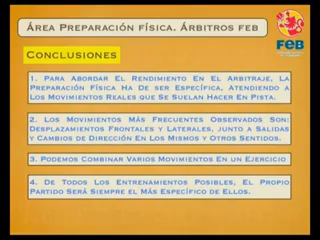 Área Preparación física. Árbitros feb
FEB
Conclusiones
1. Para Abordar El Rendimiento En El Arbitraje, La
Preparación Física Ha De ser Específica, Atendiendo a
Los Movimientos Reales que Se Suelan Hacer En Pista.
2. Los Movimientos Más Frecuentes Observados Son:
Desplazamientos Frontales y Laterales, junto a Salidas
y Cambios de Dirección En Los Mismos y Otros Sentidos.
3. Podemos Combinar Varios Movimientos En un Ejercicio
4. De Todos Los Entrenamientos Posibles, El Propio
Partido Será Siempre el Más Específico de Ellos.